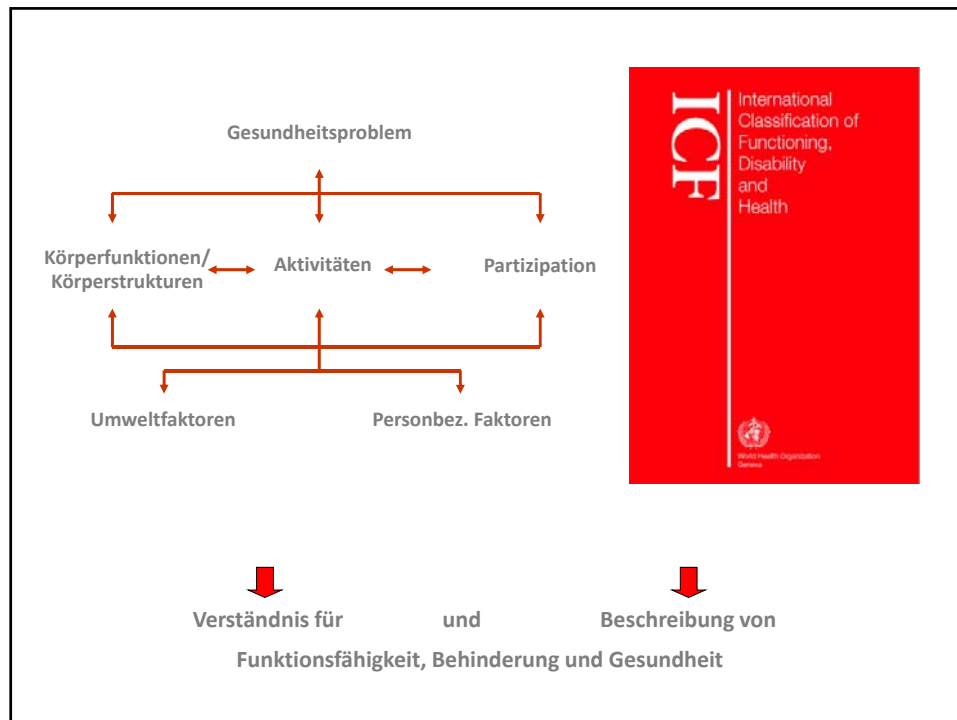 Gesundheitsproblem
Körperfunktionen/
Körperstrukturen
Aktivitäten
Partizipation
Umweltfaktoren
Personbez. Faktoren
ICF
International
Classification of
Functioning,
Disability
and
Health
World Health Organization
Geneva
Verständnis für und Beschreibung von
Funktionsfähigkeit, Behinderung und Gesundheit